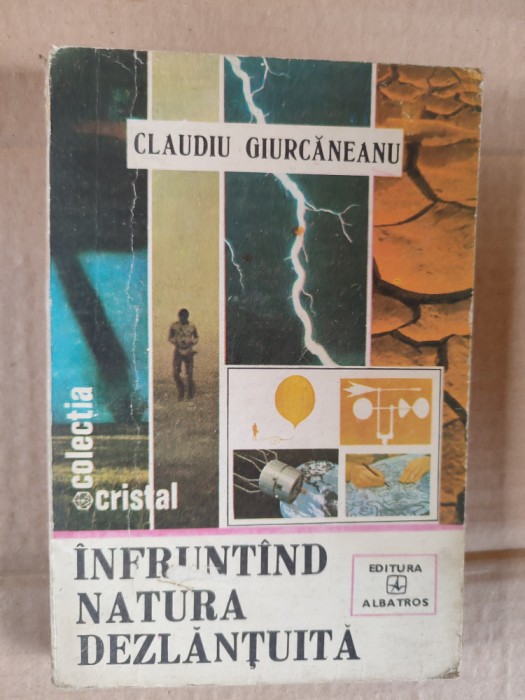 CLAUDIU GIURCĂNEANU
colecția
cristal
ÎNFRUNTÎND
NATURA
DEZLĂNȚUITĂ
EDITURA
ALBATROS